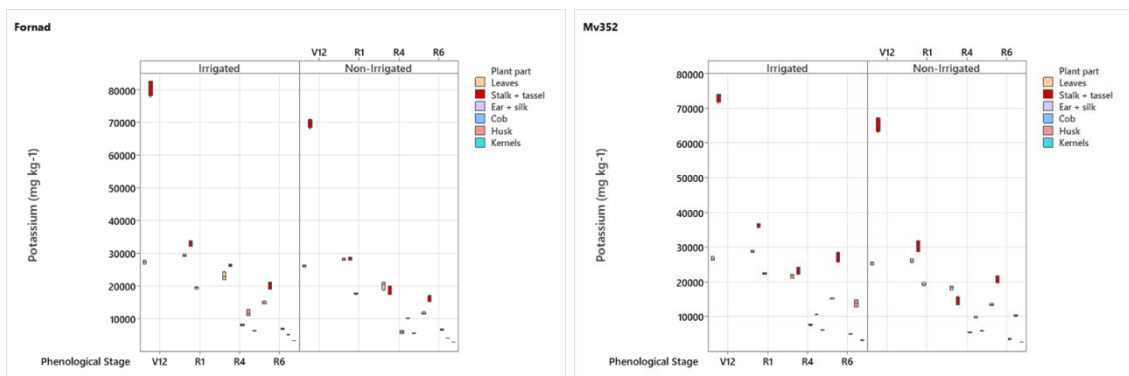 Fornad
V12 R1 R4 R6
Irrigated Non-Irrigated
Plant part
Leaves
Stalk + tassel
Ear + silk
Cob
Husk
Kernels
80000
70000
60000
50000
40000
30000
20000
10000
Potassium (mg kg-1)
Phenological Stage V12 R1 R4 R6
Mv352
V12 R1 R4 R6
Irrigated Non-Irrigated
Plant part
Leaves
Stalk + tassel
Ear + silk
Cob
Husk
Kernels
80000
70000
60000
50000
40000
30000
20000
10000
Potassium (mg kg-1)
Phenological Stage V12 R1 R4 R6